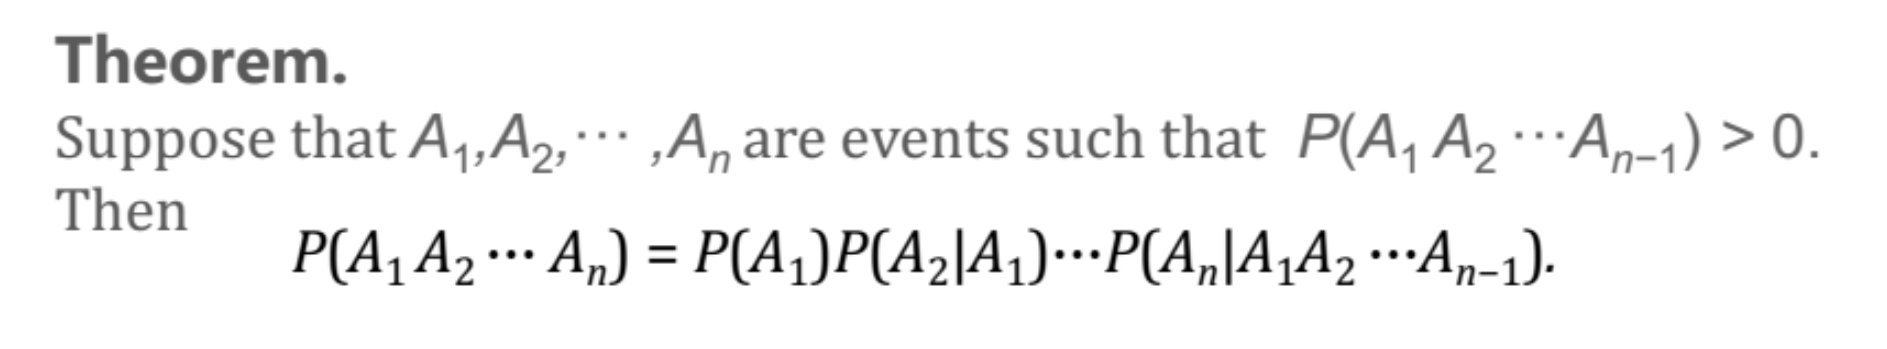 Theorem.
Suppose that A₁,A₂,⋯ ,Aₙ are events such that P(A₁ A₂ ⋯Aₙ₋₁) > 0.
Then
P(A₁ A₂ ⋯ Aₙ) = P(A₁)P(A₂|A₁)⋯P(Aₙ|A₁A₂ ⋯Aₙ₋₁).